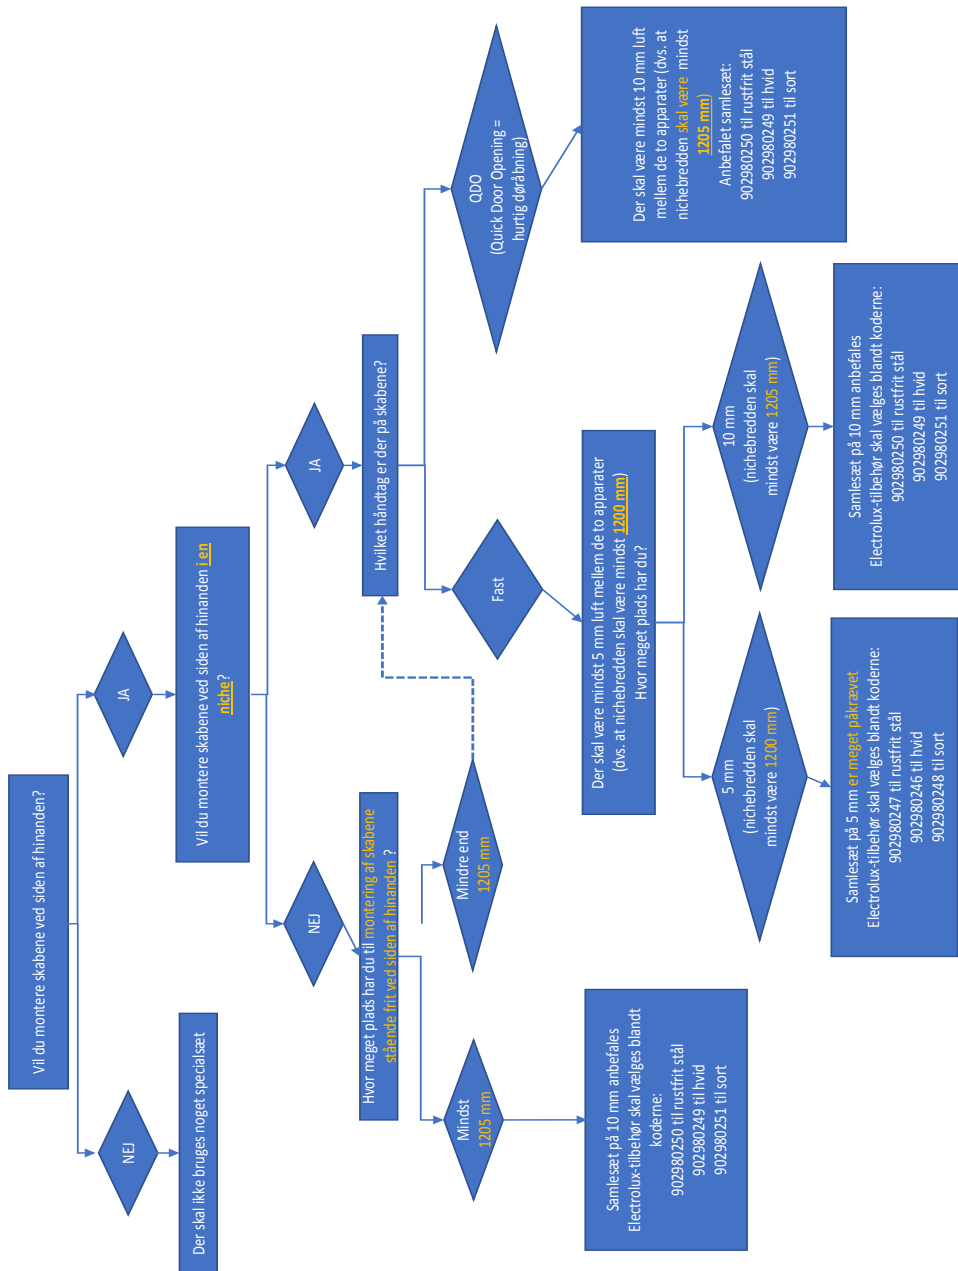 Vil du montere skabene ved siden af hinanden?
NEJ
JA
Der skal ikke bruges noget specialsæt
Vil du montere skabene ved siden af hinanden i en
niche?
NEJ
JA
Hvor meget plads har du til montering af skabene
stående frit ved siden af hinanden ?
Hvilket håndtag er der på skabene?
Mindst
1205 mm
Mindre end
1205 mm
Fast
QDO
(Quick Door Opening =
hurtig døråbning)
Samlesæt på 10 mm anbefales
Electrolux-tilbehør skal vælges blandt
koderne:
902980250 til rustfrit stål
902980249 til hvid
902980251 til sort
Der skal være mindst 5 mm luft mellem de to apparater
(dvs. at nichebredden skal være mindst 1200 mm)
Hvor meget plads har du?
Der skal være mindst 10 mm luft
mellem de to apparater (dvs. at
nichebredden skal være mindst
1205 mm)
Anbefalet samlesæt:
902980250 til rustfrit stål
902980249 til hvid
902980251 til sort
5 mm
(nichebredden skal
mindst være 1200 mm)
10 mm
(nichebredden skal
mindst være 1205 mm)
Samlesæt på 5 mm er meget påkrævet
Electrolux-tilbehør skal vælges blandt koderne:
902980247 til rustfrit stål
902980246 til hvid
902980248 til sort
Samlesæt på 10 mm anbefales
Electrolux-tilbehør skal vælges blandt koderne:
902980250 til rustfrit stål
902980249 til hvid
902980251 til sort